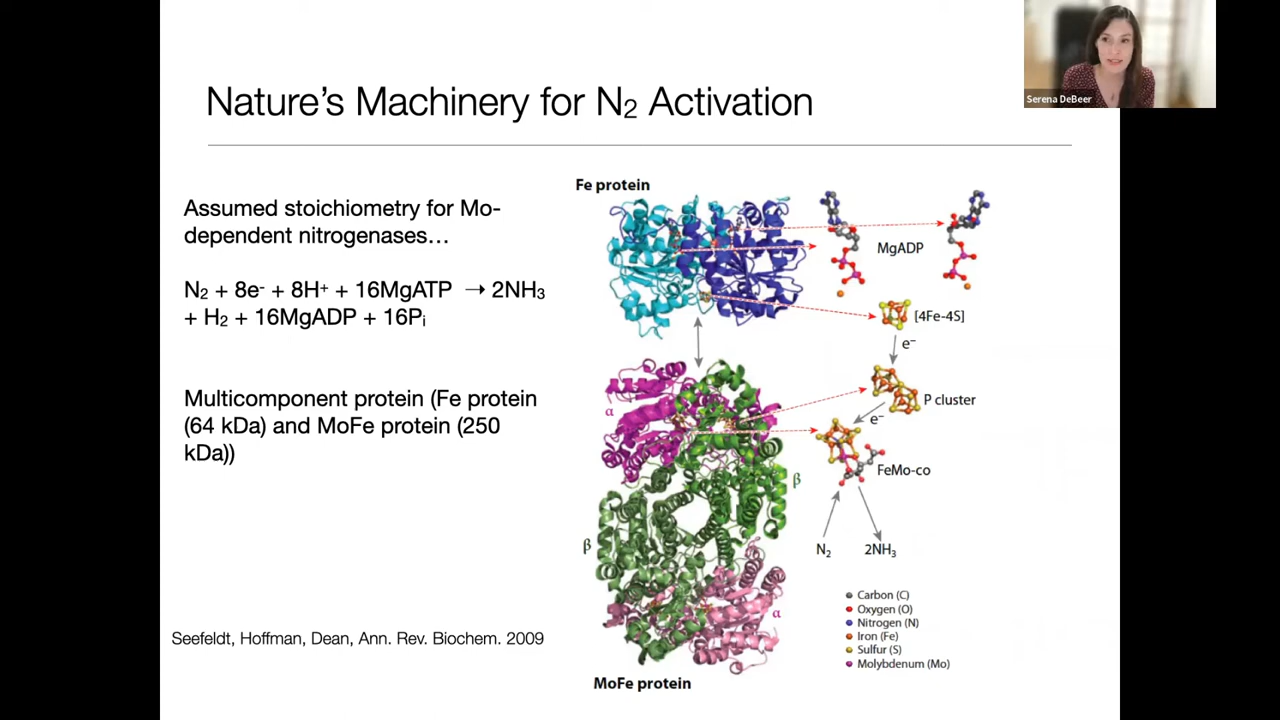 Serena DeBeer
Nature's Machinery for N₂ Activation
Assumed stoichiometry for Mo-
dependent nitrogenases…
N₂ + 8e⁻ + 8H⁺ + 16MgATP → 2NH₃
+ H₂ + 16MgADP + 16Pᵢ
Multicomponent protein (Fe protein
(64 kDa) and MoFe protein (250
kDa))
Seefeldt, Hoffman, Dean, Ann. Rev. Biochem. 2009
Fe protein
MgADP
[4Fe-4S]
e⁻
α
P cluster
e⁻
FeMo-co
β
β
N₂
2NH₃
Carbon (C)
Oxygen (O)
Nitrogen (N)
Iron (Fe)
Sulfur (S)
Molybdenum (Mo)
α
MoFe protein